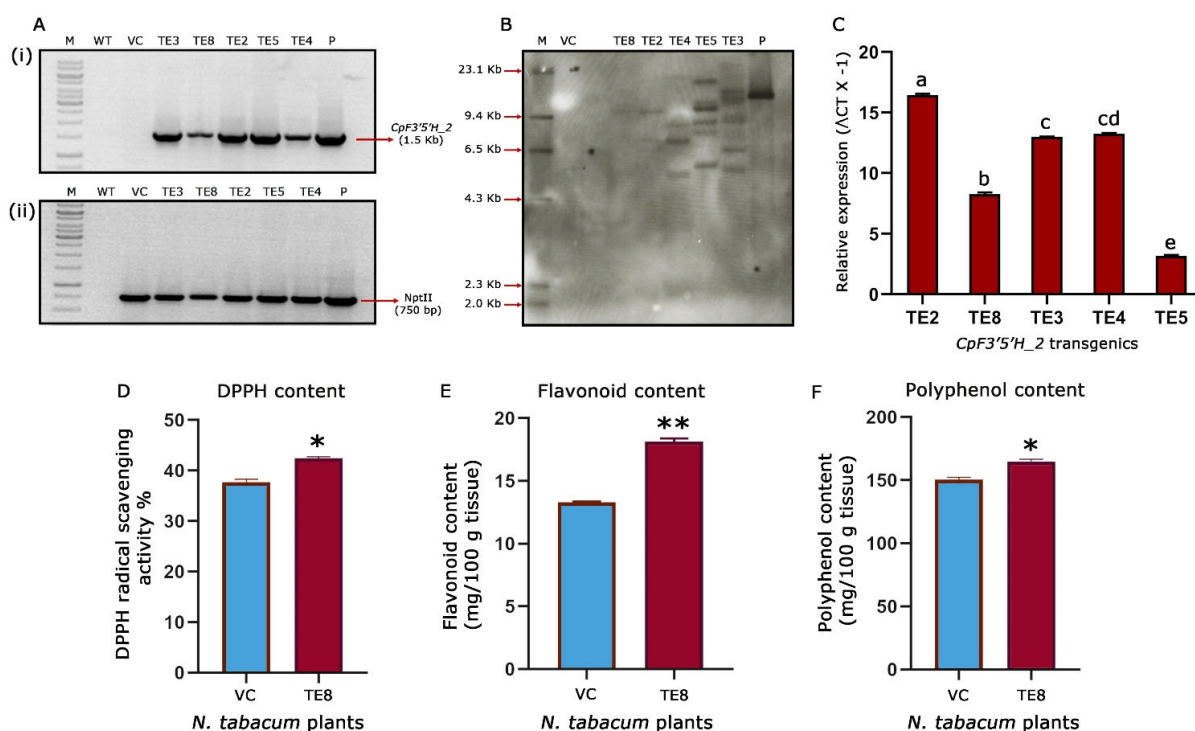 A
(i)
M WT VC TE3 TE8 TE2 TE5 TE4 P
CpF3'5'H_2
(1.5 Kb)
(ii)
M WT VC TE3 TE8 TE2 TE5 TE4 P
NptII
(750 bp)
B
M VC TE8 TE2 TE4 TE5 TE3 P
23.1 Kb
9.4 Kb
6.5 Kb
4.3 Kb
2.3 Kb
2.0 Kb
C
Relative expression (ΛCT X -1)
20
15
10
5
0
a
b
c
cd
e
TE2 TE8 TE3 TE4 TE5
CpF3'5'H_2 transgenics
D DPPH content
DPPH radical scavenging
activity %
50
40
30
20
10
0
*
VC TE8
N. tabacum plants
E Flavonoid content
Flavonoid content
(mg/100 g tissue)
20
15
10
5
0
**
VC TE8
N. tabacum plants
F Polyphenol content
Polyphenol content
(mg/100 g tissue)
200
150
100
50
0
*
VC TE8
N. tabacum plants